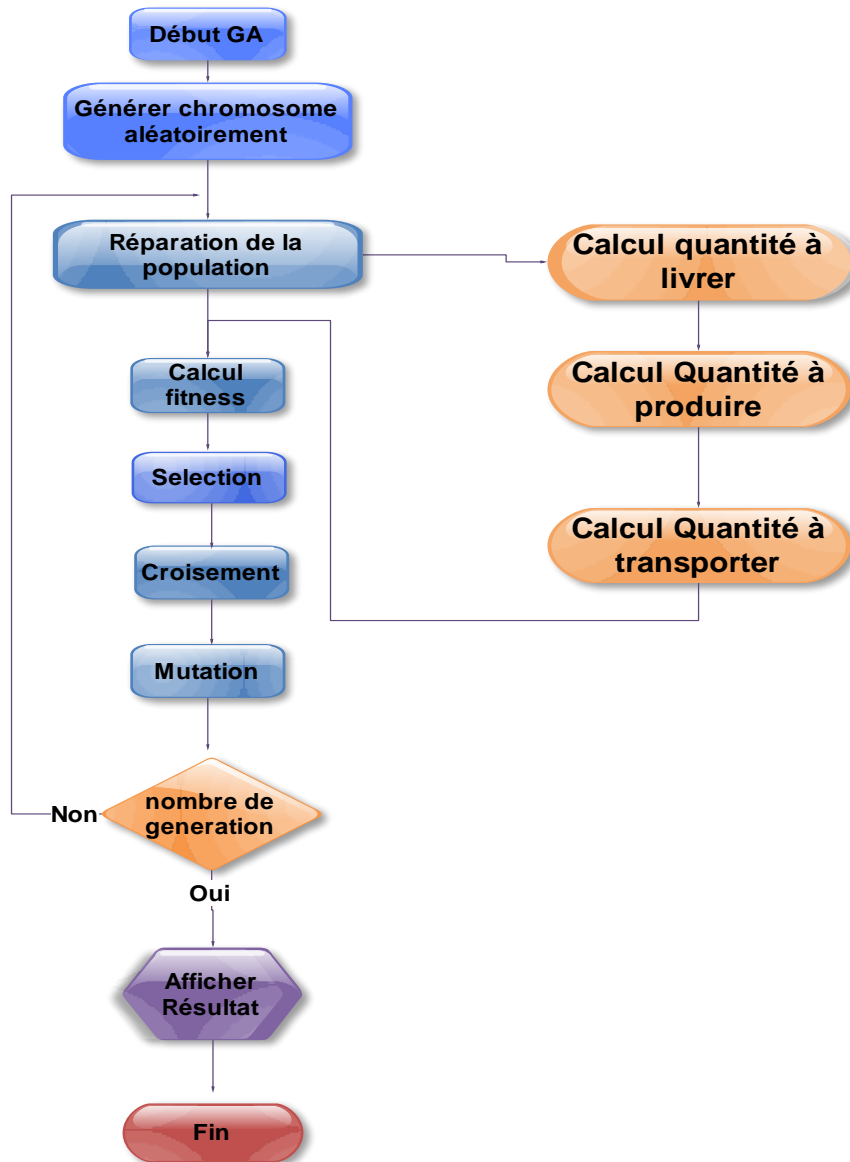 Début GA
Générer chromosome
aléatoirement
Réparation de la
population
Calcul quantité à
livrer
Calcul Quantité à
produire
Calcul Quantité à
transporter
Calcul
fitness
Selection
Croisement
Mutation
nombre de
generation
Non
Oui
Afficher
Résultat
Fin